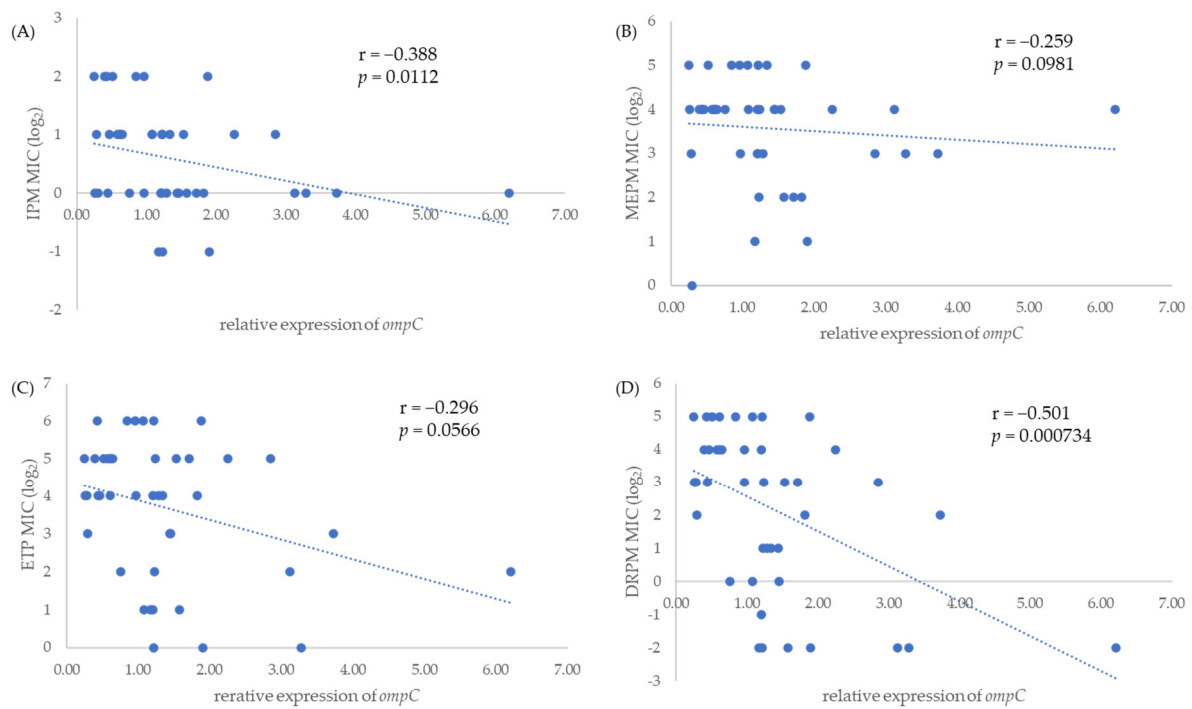 (A)
r = −0.388
p = 0.0112
IPM MIC (log2)
3
2
1
0
-1
-2
0.00 1.00 2.00 3.00 4.00 5.00 6.00 7.00
relative expression of ompC
(B)
r = −0.259
p = 0.0981
MEPM MIC (log2)
6
5
4
3
2
1
0
0.00 1.00 2.00 3.00 4.00 5.00 6.00 7.00
relative expression of ompC
(C)
r = −0.296
p = 0.0566
ETP MIC (log2)
7
6
5
4
3
2
1
0
0.00 1.00 2.00 3.00 4.00 5.00 6.00 7.00
rerative expression of ompC
(D)
r = −0.501
p = 0.000734
DRPM MIC (log2)
6
5
4
3
2
1
0
-1
-2
-3
0.00 1.00 2.00 3.00 4.00 5.00 6.00 7.00
relative expression of ompC